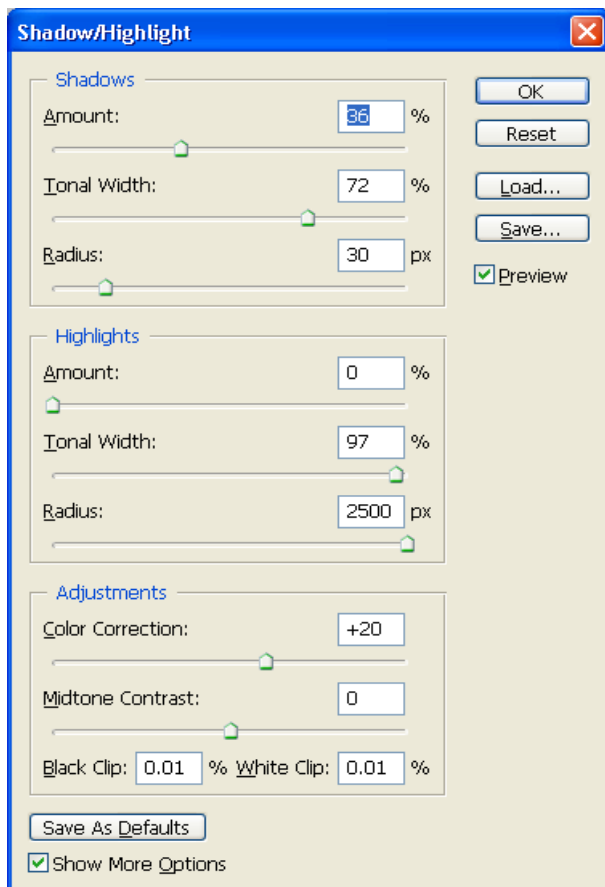 Shadow/Highlight
Shadows
Amount: 36 %
Tonal Width: 72 %
Radius: 30 px
Highlights
Amount: 0 %
Tonal Width: 97 %
Radius: 2500 px
Adjustments
Color Correction: +20
Midtone Contrast: 0
Black Clip: 0.01 % White Clip: 0.01 %
Save As Defaults
Show More Options
OK
Reset
Load...
Save...
Preview